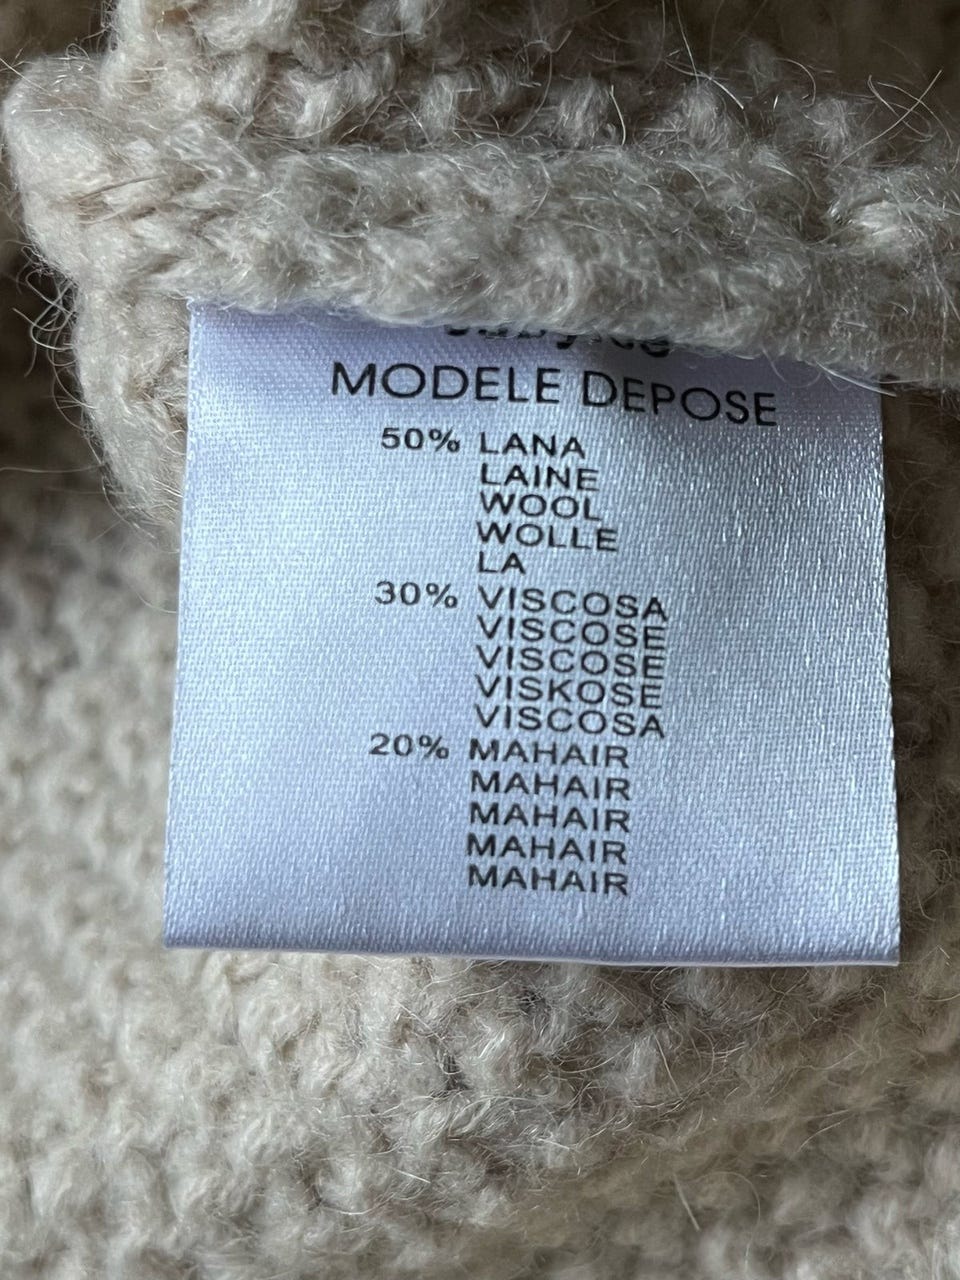 MODELE DEPOSE
50% LANA
LAINE
WOOL
WOLLE
LA
30% VISCOSA
VISCOSE
VISCOSE
VISKOSE
VISCOSA
20% MAHAIR
MAHAIR
MAHAIR
MAHAIR
MAHAIR